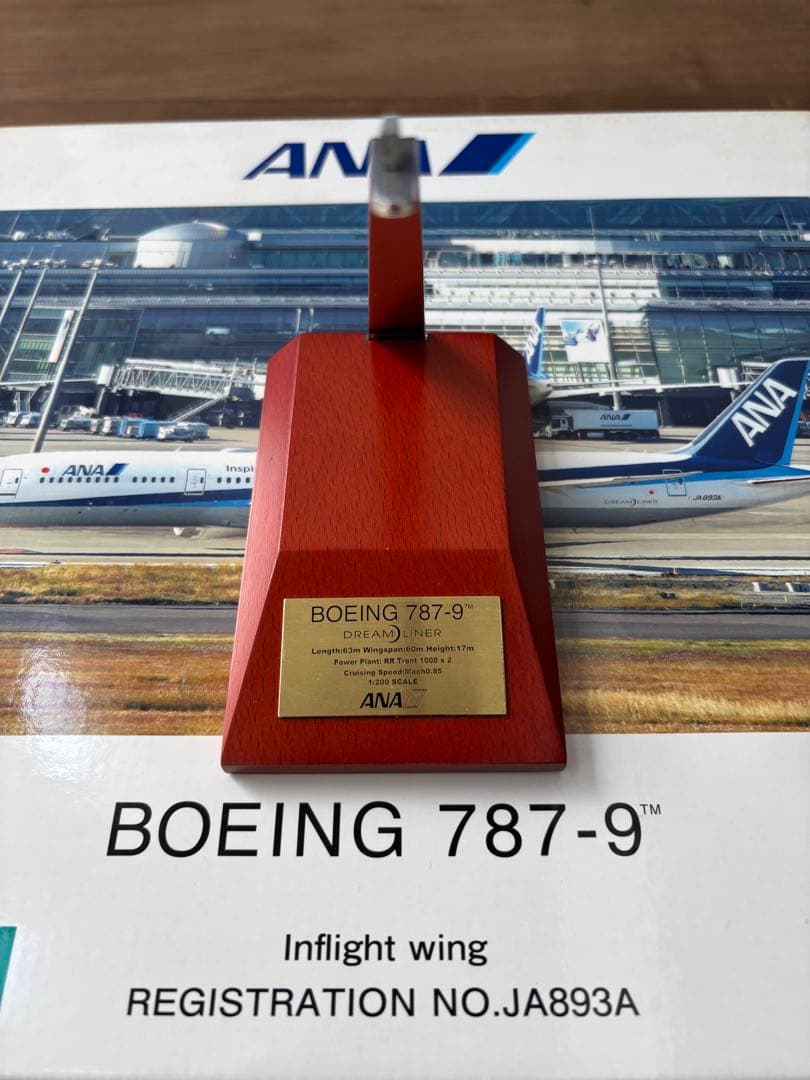 ANA
ANA
ANA
ANA
Inspi
DREAMLINER
JA893A
BOEING 787-9™
DREAMLINER
Length:63m Wingspan:60m Height:17m
Power Plant: RR Trent 1000 x 2
Cruising Speed:Mach0.85
1:200 SCALE
ANA
BOEING 787-9™
Inflight wing
REGISTRATION NO.JA893A